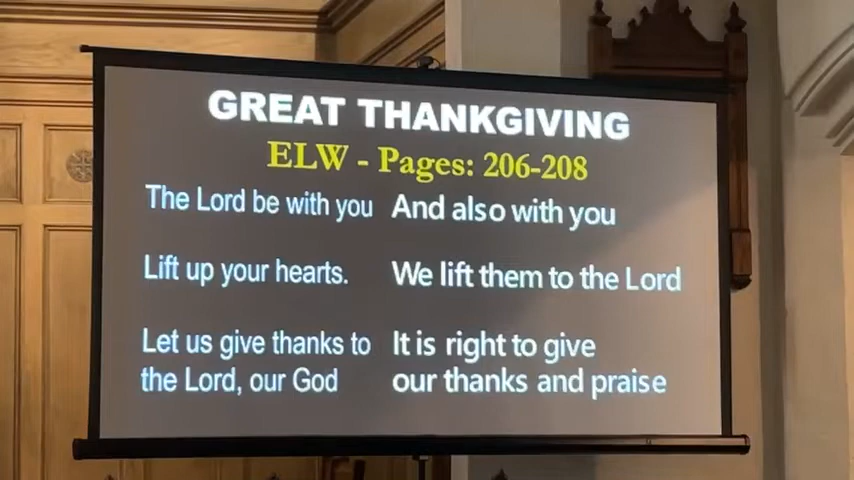 GREAT THANKGIVING
ELW - Pages: 206-208
The Lord be with you And also with you
Lift up your hearts. We lift them to the Lord
Let us give thanks to It is right to give
the Lord, our God our thanks and praise